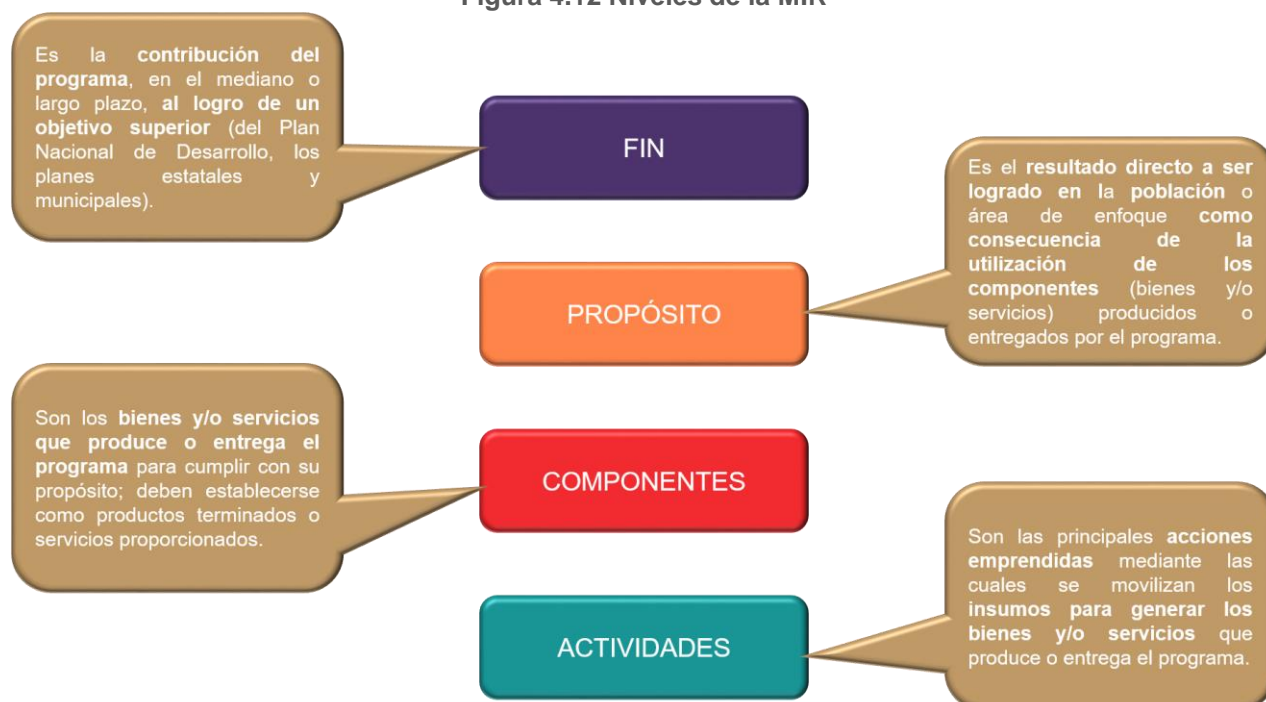 Figura 4.12 Niveles de la MIR
Es la contribución del
programa, en el mediano o
largo plazo, al logro de un
objetivo superior (del Plan
Nacional de Desarrollo, los
planes estatales y
municipales).
FIN
Es el resultado directo a ser
logrado en la población o
área de enfoque como
consecuencia de la
utilización de los
componentes (bienes y/o
servicios) producidos o
entregados por el programa.
PROPÓSITO
Son los bienes y/o servicios
que produce o entrega el
programa para cumplir con su
propósito; deben establecerse
como productos terminados o
servicios proporcionados.
COMPONENTES
Son las principales acciones
emprendidas mediante las
cuales se movilizan los
insumos para generar los
bienes y/o servicios que
produce o entrega el programa.
ACTIVIDADES